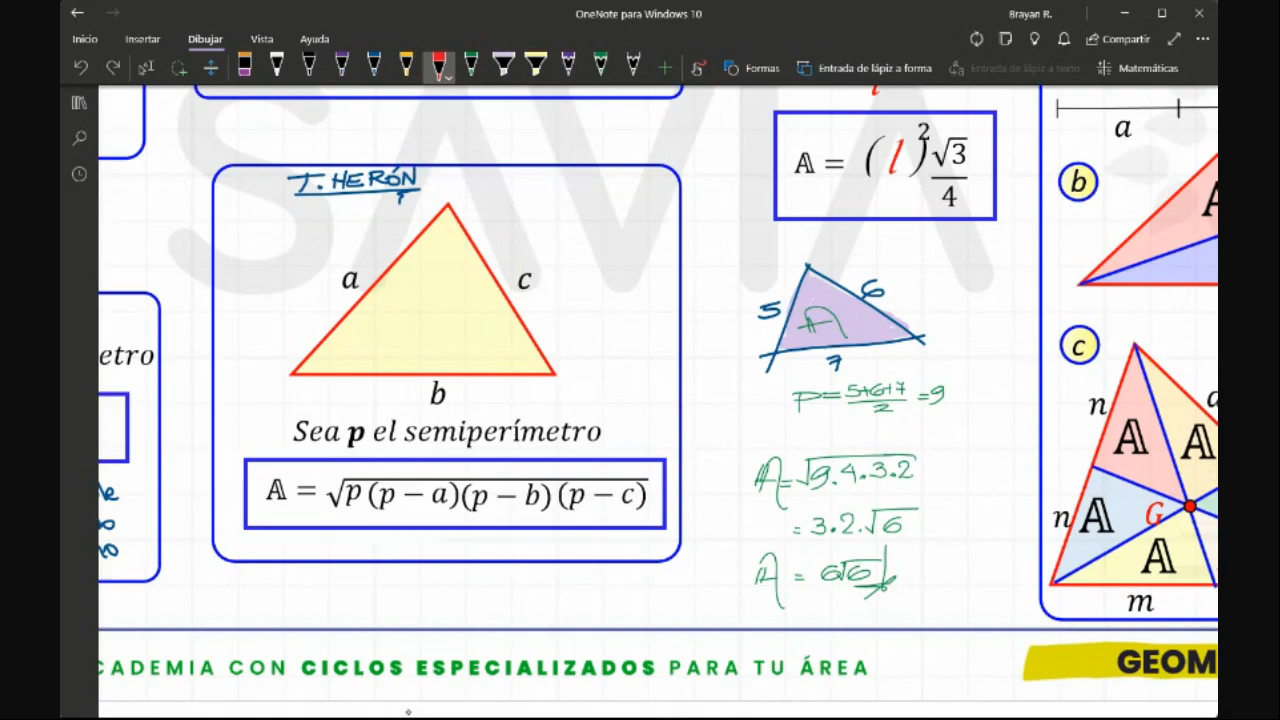 OneNote para Windows 10
Brayan R.
Inicio Insertar Dibujar Vista Ayuda
Compartir
Formas Entrada de lápiz a forma Entrada de lápiz a texto Matemáticas
SAVIA
T. HERÓN
a
c
b
Sea p el semiperímetro
𝔸 = √p(p − a)(p − b)(p − c)
etro
l
𝔸 = (l)² √3/4
5
6
𝔸
7
P = 5+6+7/2 = 9
𝔸 = √9.4.3.2
= 3.2.√6
𝔸 = 6√6
a
b
𝔸
c
n
𝔸
𝔸
a
n
𝔸
G
𝔸
m
CADEMIA CON CICLOS ESPECIALIZADOS PARA TU ÁREA
GEOM